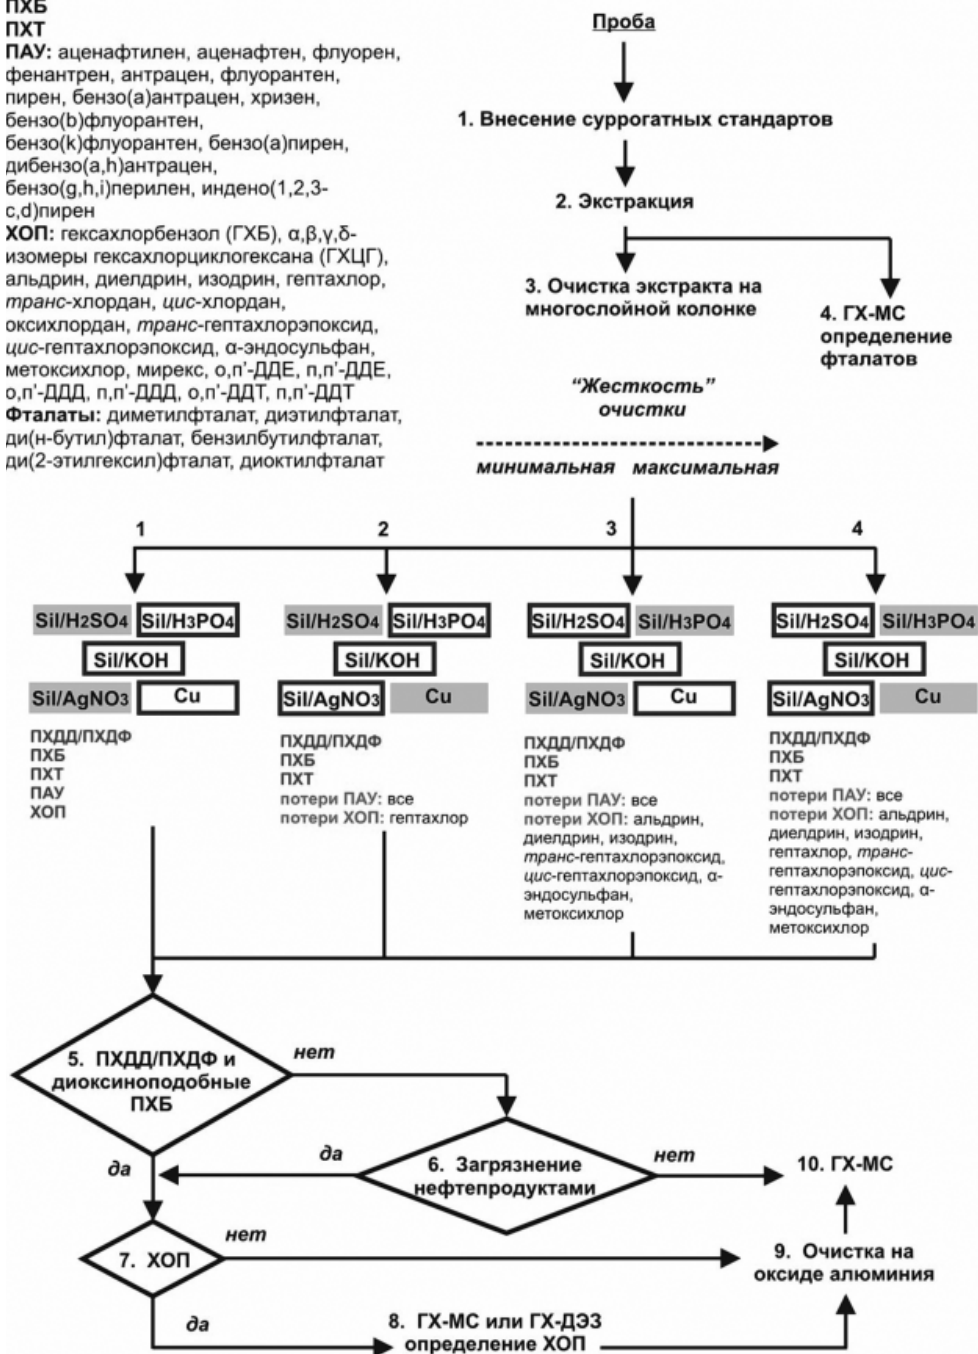 ПХБ
ПХТ
ПАУ: аценафтилен, аценафтен, флуорен,
фенантрен, антрацен, флуорантен,
пирен, бензо(a)антрацен, хризен,
бензо(b)флуорантен,
бензо(k)флуорантен, бензо(a)пирен,
дибензо(a,h)антрацен,
бензо(g,h,i)перилен, индено(1,2,3-
c,d)пирен
ХОП: гексахлорбензол (ГХБ), α,β,γ,δ-
изомеры гексахлорциклогексана (ГХЦГ),
альдрин, диелдрин, изодрин, гептахлор,
транс-хлордан, цис-хлордан,
оксихлордан, транс-гептахлорэпоксид,
цис-гептахлорэпоксид, α-эндосульфан,
метоксихлор, мирекс, о,п'-ДДЕ, п,п'-ДДЕ,
о,п'-ДДД, п,п'-ДДД, о,п'-ДДТ, п,п'-ДДТ
Фталаты: диметилфталат, диэтилфталат,
ди(н-бутил)фталат, бензилбутилфталат,
ди(2-этилгексил)фталат, диоктилфталат
Проба
1. Внесение суррогатных стандартов
2. Экстракция
3. Очистка экстракта на
многослойной колонке
4. ГХ-МС
определение
фталатов
“Жесткость”
очистки
минимальная максимальная
1
2
3
4
Sil/H2SO4 Sil/H3PO4
Sil/KOH
Sil/AgNO3 Cu
ПХДД/ПХДФ
ПХБ
ПХТ
ПАУ
ХОП
Sil/H2SO4 Sil/H3PO4
Sil/KOH
Sil/AgNO3 Cu
ПХДД/ПХДФ
ПХБ
ПХТ
потери ПАУ: все
потери ХОП: гептахлор
Sil/H2SO4 Sil/H3PO4
Sil/KOH
Sil/AgNO3 Cu
ПХДД/ПХДФ
ПХБ
ПХТ
потери ПАУ: все
потери ХОП: альдрин,
диелдрин, изодрин,
транс-гептахлорэпоксид,
цис-гептахлорэпоксид, α-
эндосульфан,
метоксихлор
Sil/H2SO4 Sil/H3PO4
Sil/KOH
Sil/AgNO3 Cu
ПХДД/ПХДФ
ПХБ
ПХТ
потери ПАУ: все
потери ХОП: альдрин,
диелдрин, изодрин,
гептахлор, транс-
гептахлорэпоксид, цис-
гептахлорэпоксид, α-
эндосульфан,
метоксихлор
5. ПХДД/ПХДФ и
диоксиноподобные
ПХБ
нет
да
6. Загрязнение
нефтепродуктами
да
нет
10. ГХ-МС
7. ХОП
нет
да
9. Очистка на
оксиде алюминия
8. ГХ-МС или ГХ-ДЭЗ
определение ХОП